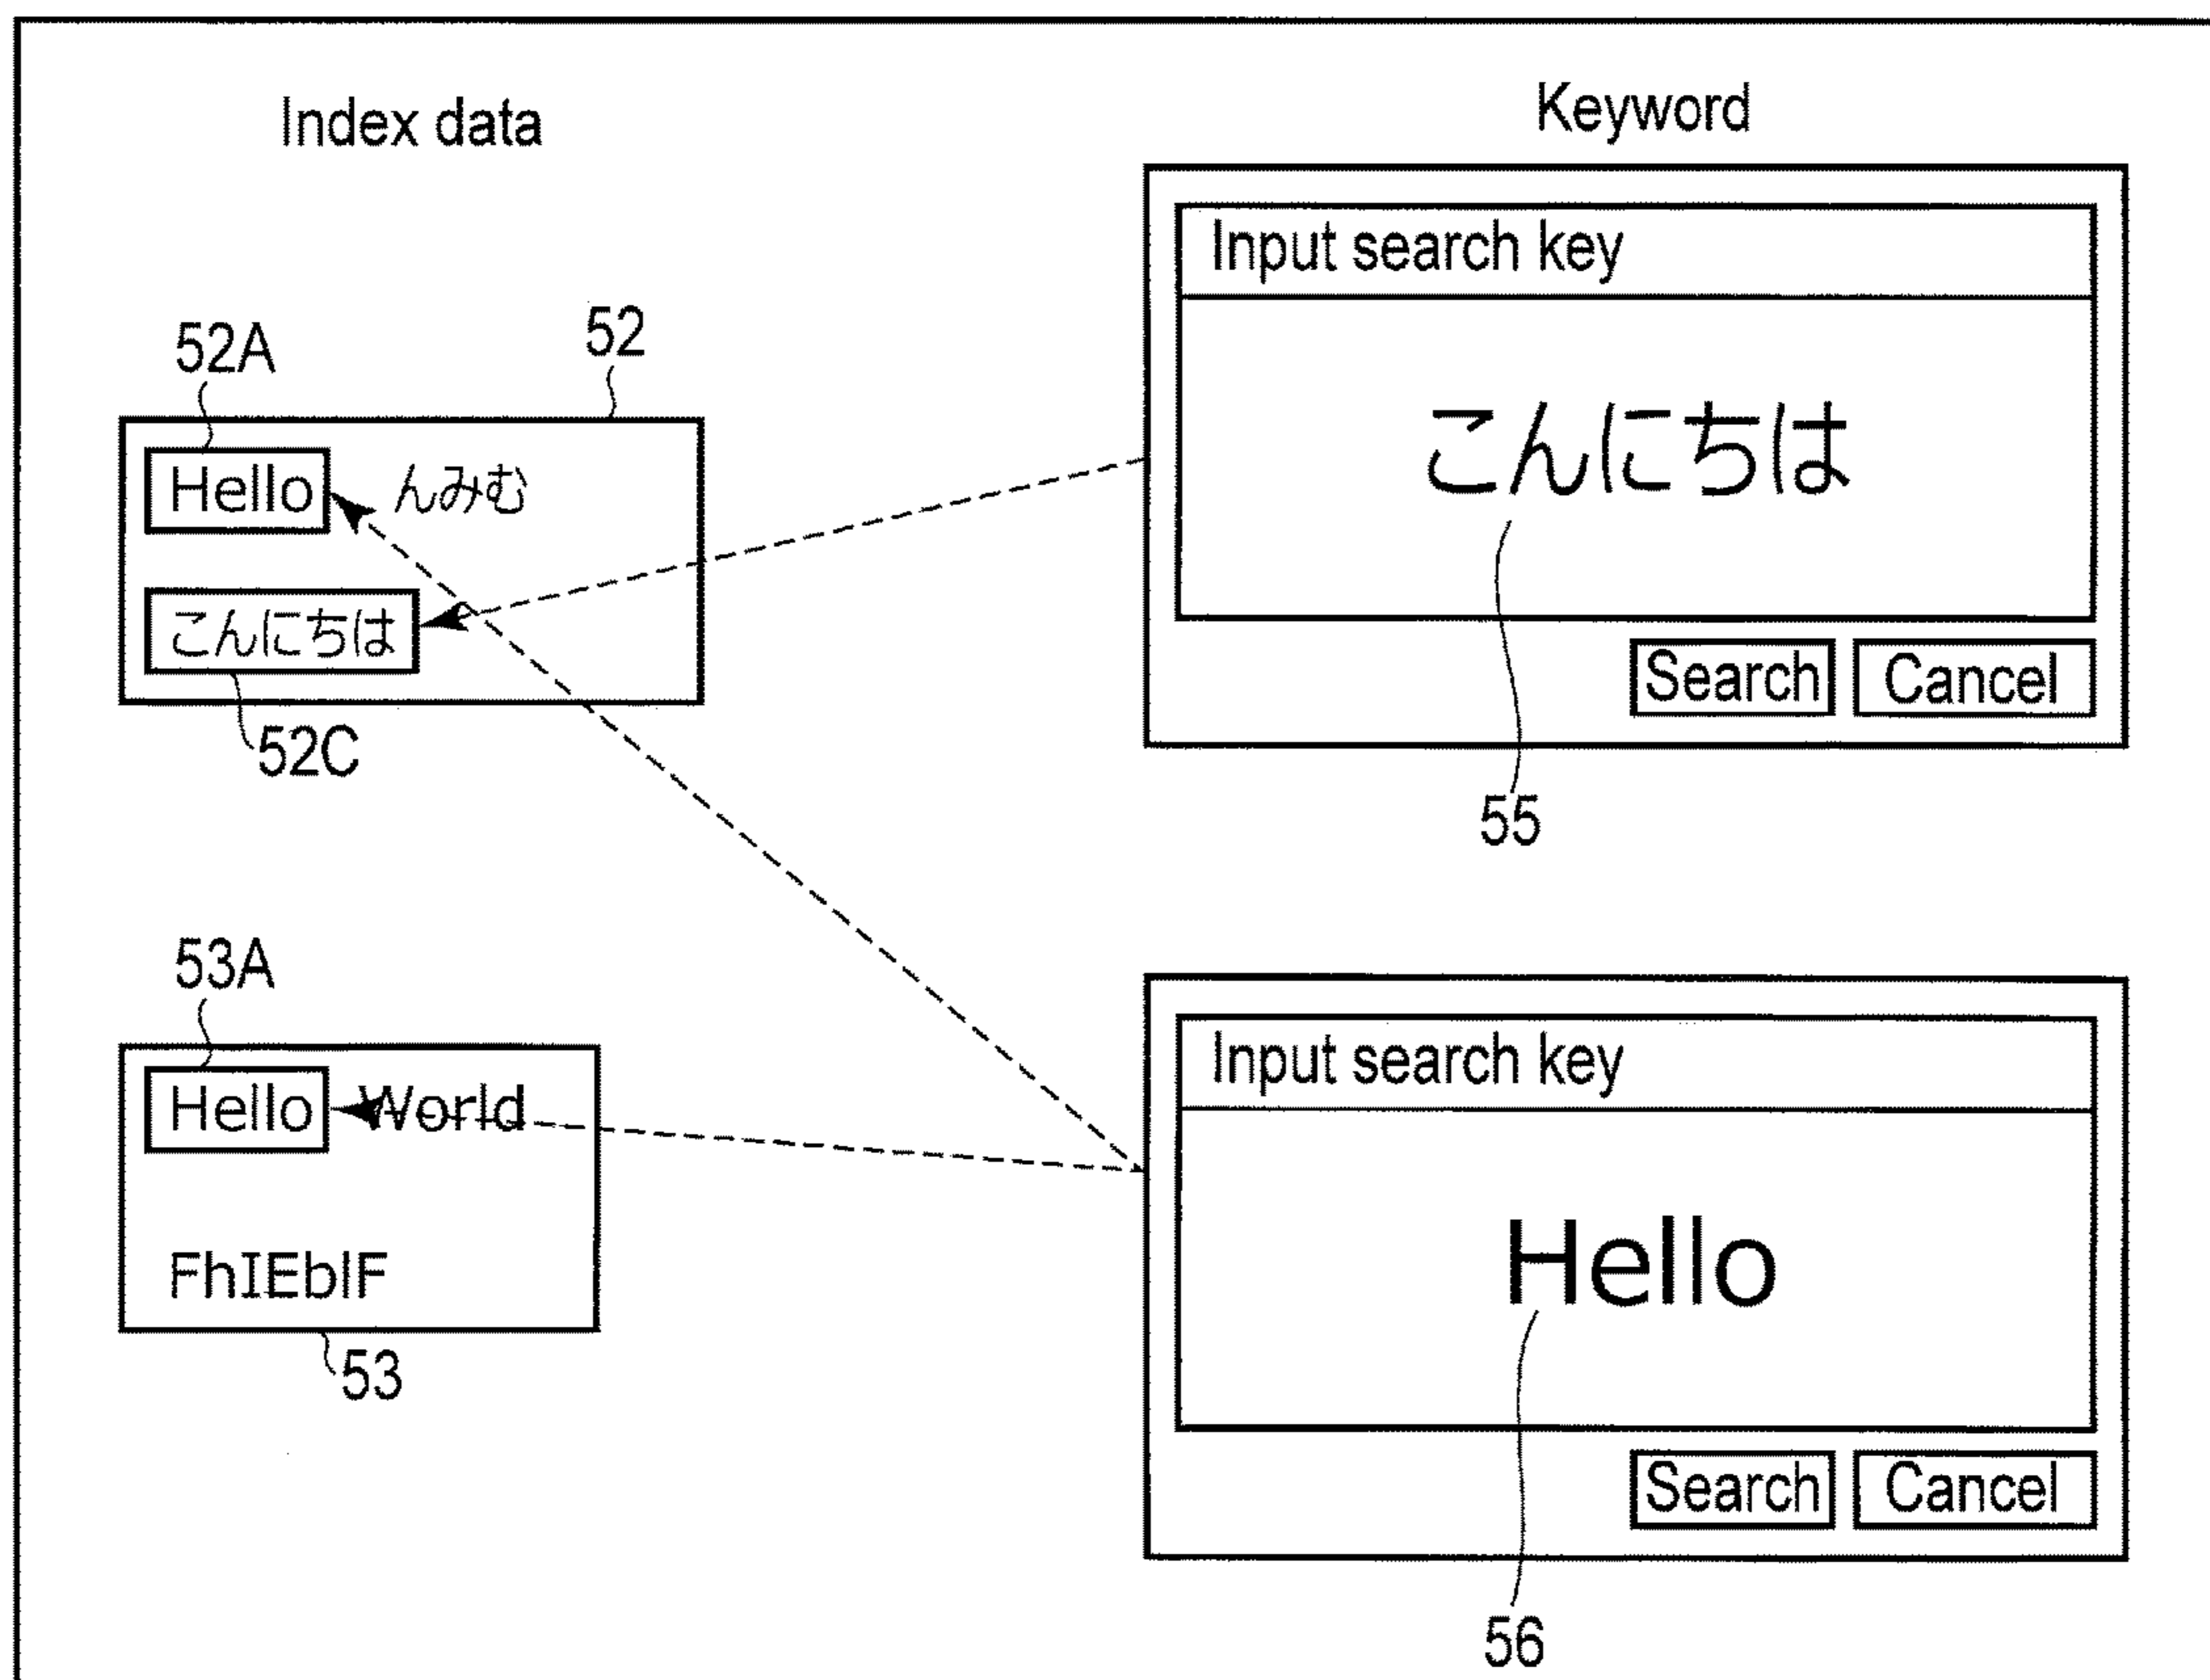 Index data
Keyword
Input search key
52A
52
Hello んみむ
こんにちは
こんにちは
52C
Search Cancel
55
53A
Hello World
Input search key
FhIEblF
Hello
53
Search Cancel
56